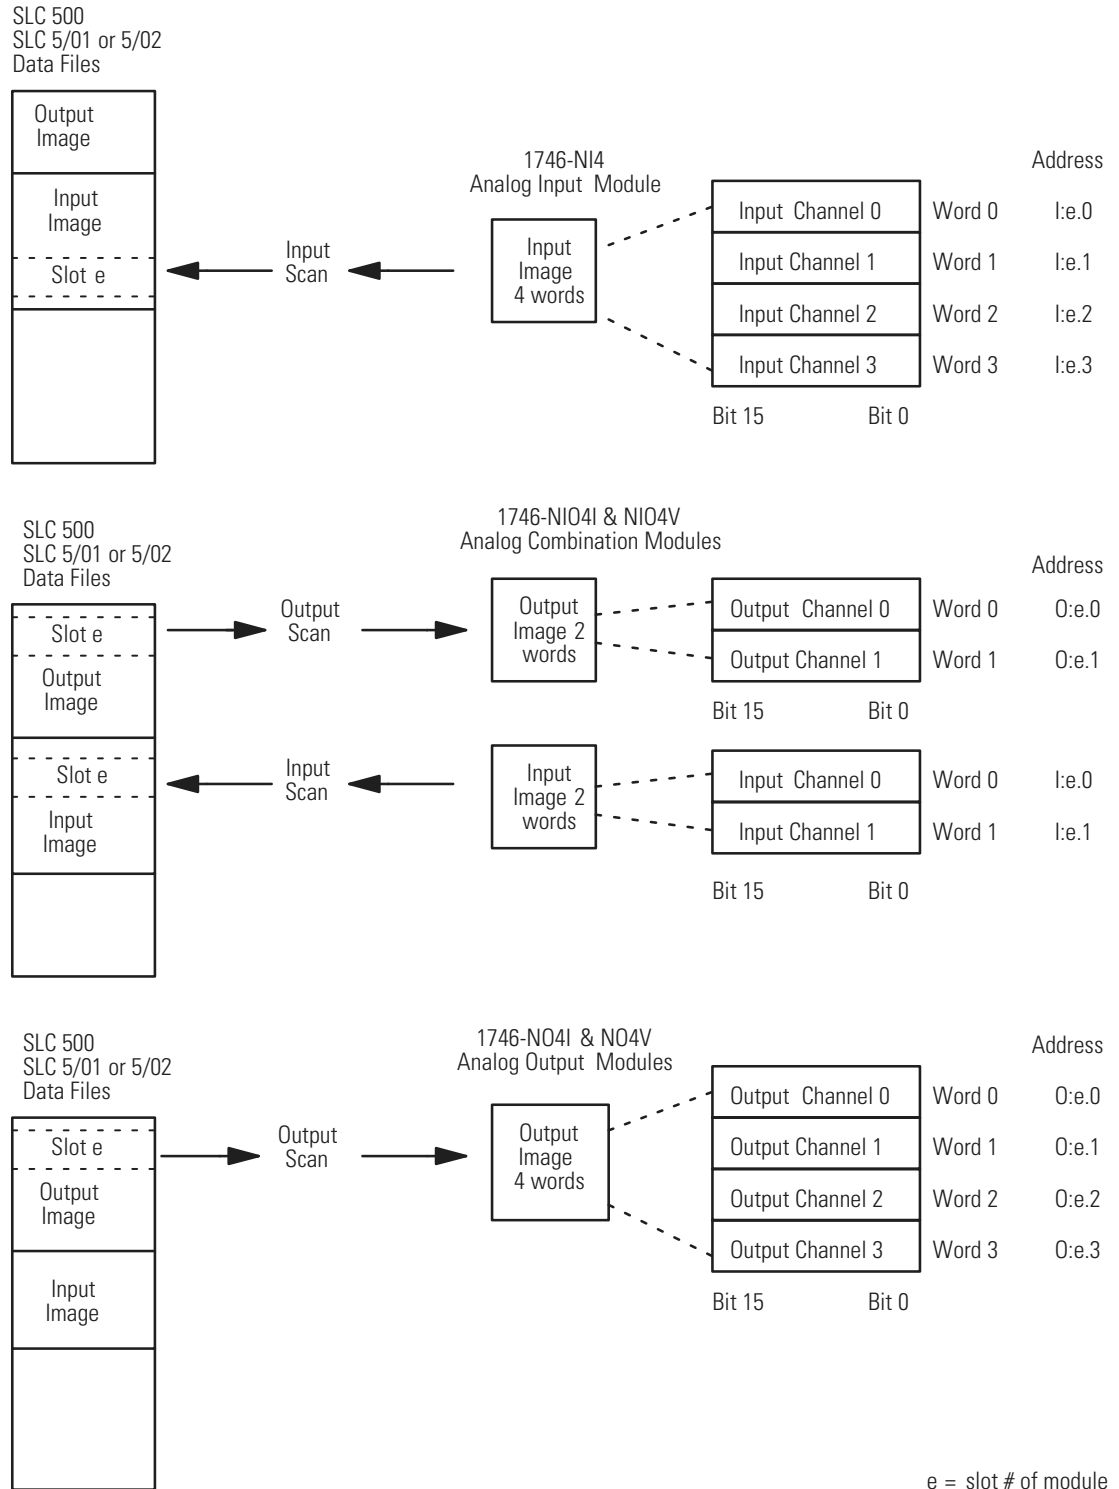 SLC 500
SLC 5/01 or 5/02
Data Files
Output
Image
Input
Image
Slot e
Input
Scan
1746-NI4
Analog Input Module
Input
Image
4 words
Address
Input Channel 0 Word 0 I:e.0
Input Channel 1 Word 1 I:e.1
Input Channel 2 Word 2 I:e.2
Input Channel 3 Word 3 I:e.3
Bit 15 Bit 0
SLC 500
SLC 5/01 or 5/02
Data Files
Slot e
Output
Image
Slot e
Input
Image
Output
Scan
Input
Scan
1746-NIO4I & NIO4V
Analog Combination Modules
Output
Image 2
words
Address
Output Channel 0 Word 0 O:e.0
Output Channel 1 Word 1 O:e.1
Bit 15 Bit 0
Input
Image 2
words
Input Channel 0 Word 0 I:e.0
Input Channel 1 Word 1 I:e.1
Bit 15 Bit 0
SLC 500
SLC 5/01 or 5/02
Data Files
Slot e
Output
Image
Input
Image
Output
Scan
1746-NO4I & NO4V
Analog Output Modules
Output
Image
4 words
Address
Output Channel 0 Word 0 O:e.0
Output Channel 1 Word 1 O:e.1
Output Channel 2 Word 2 O:e.2
Output Channel 3 Word 3 O:e.3
Bit 15 Bit 0
e = slot # of module